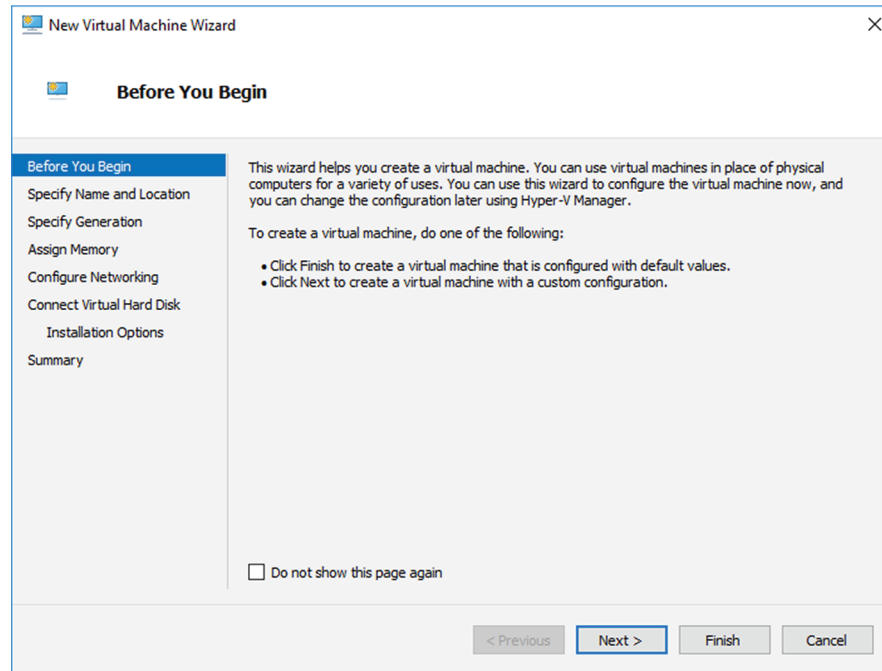 New Virtual Machine Wizard
Before You Begin
Before You Begin
Specify Name and Location
Specify Generation
Assign Memory
Configure Networking
Connect Virtual Hard Disk
Installation Options
Summary
This wizard helps you create a virtual machine. You can use virtual machines in place of physical
computers for a variety of uses. You can use this wizard to configure the virtual machine now, and
you can change the configuration later using Hyper-V Manager.
To create a virtual machine, do one of the following:
• Click Finish to create a virtual machine that is configured with default values.
• Click Next to create a virtual machine with a custom configuration.
Do not show this page again
< Previous
Next >
Finish
Cancel